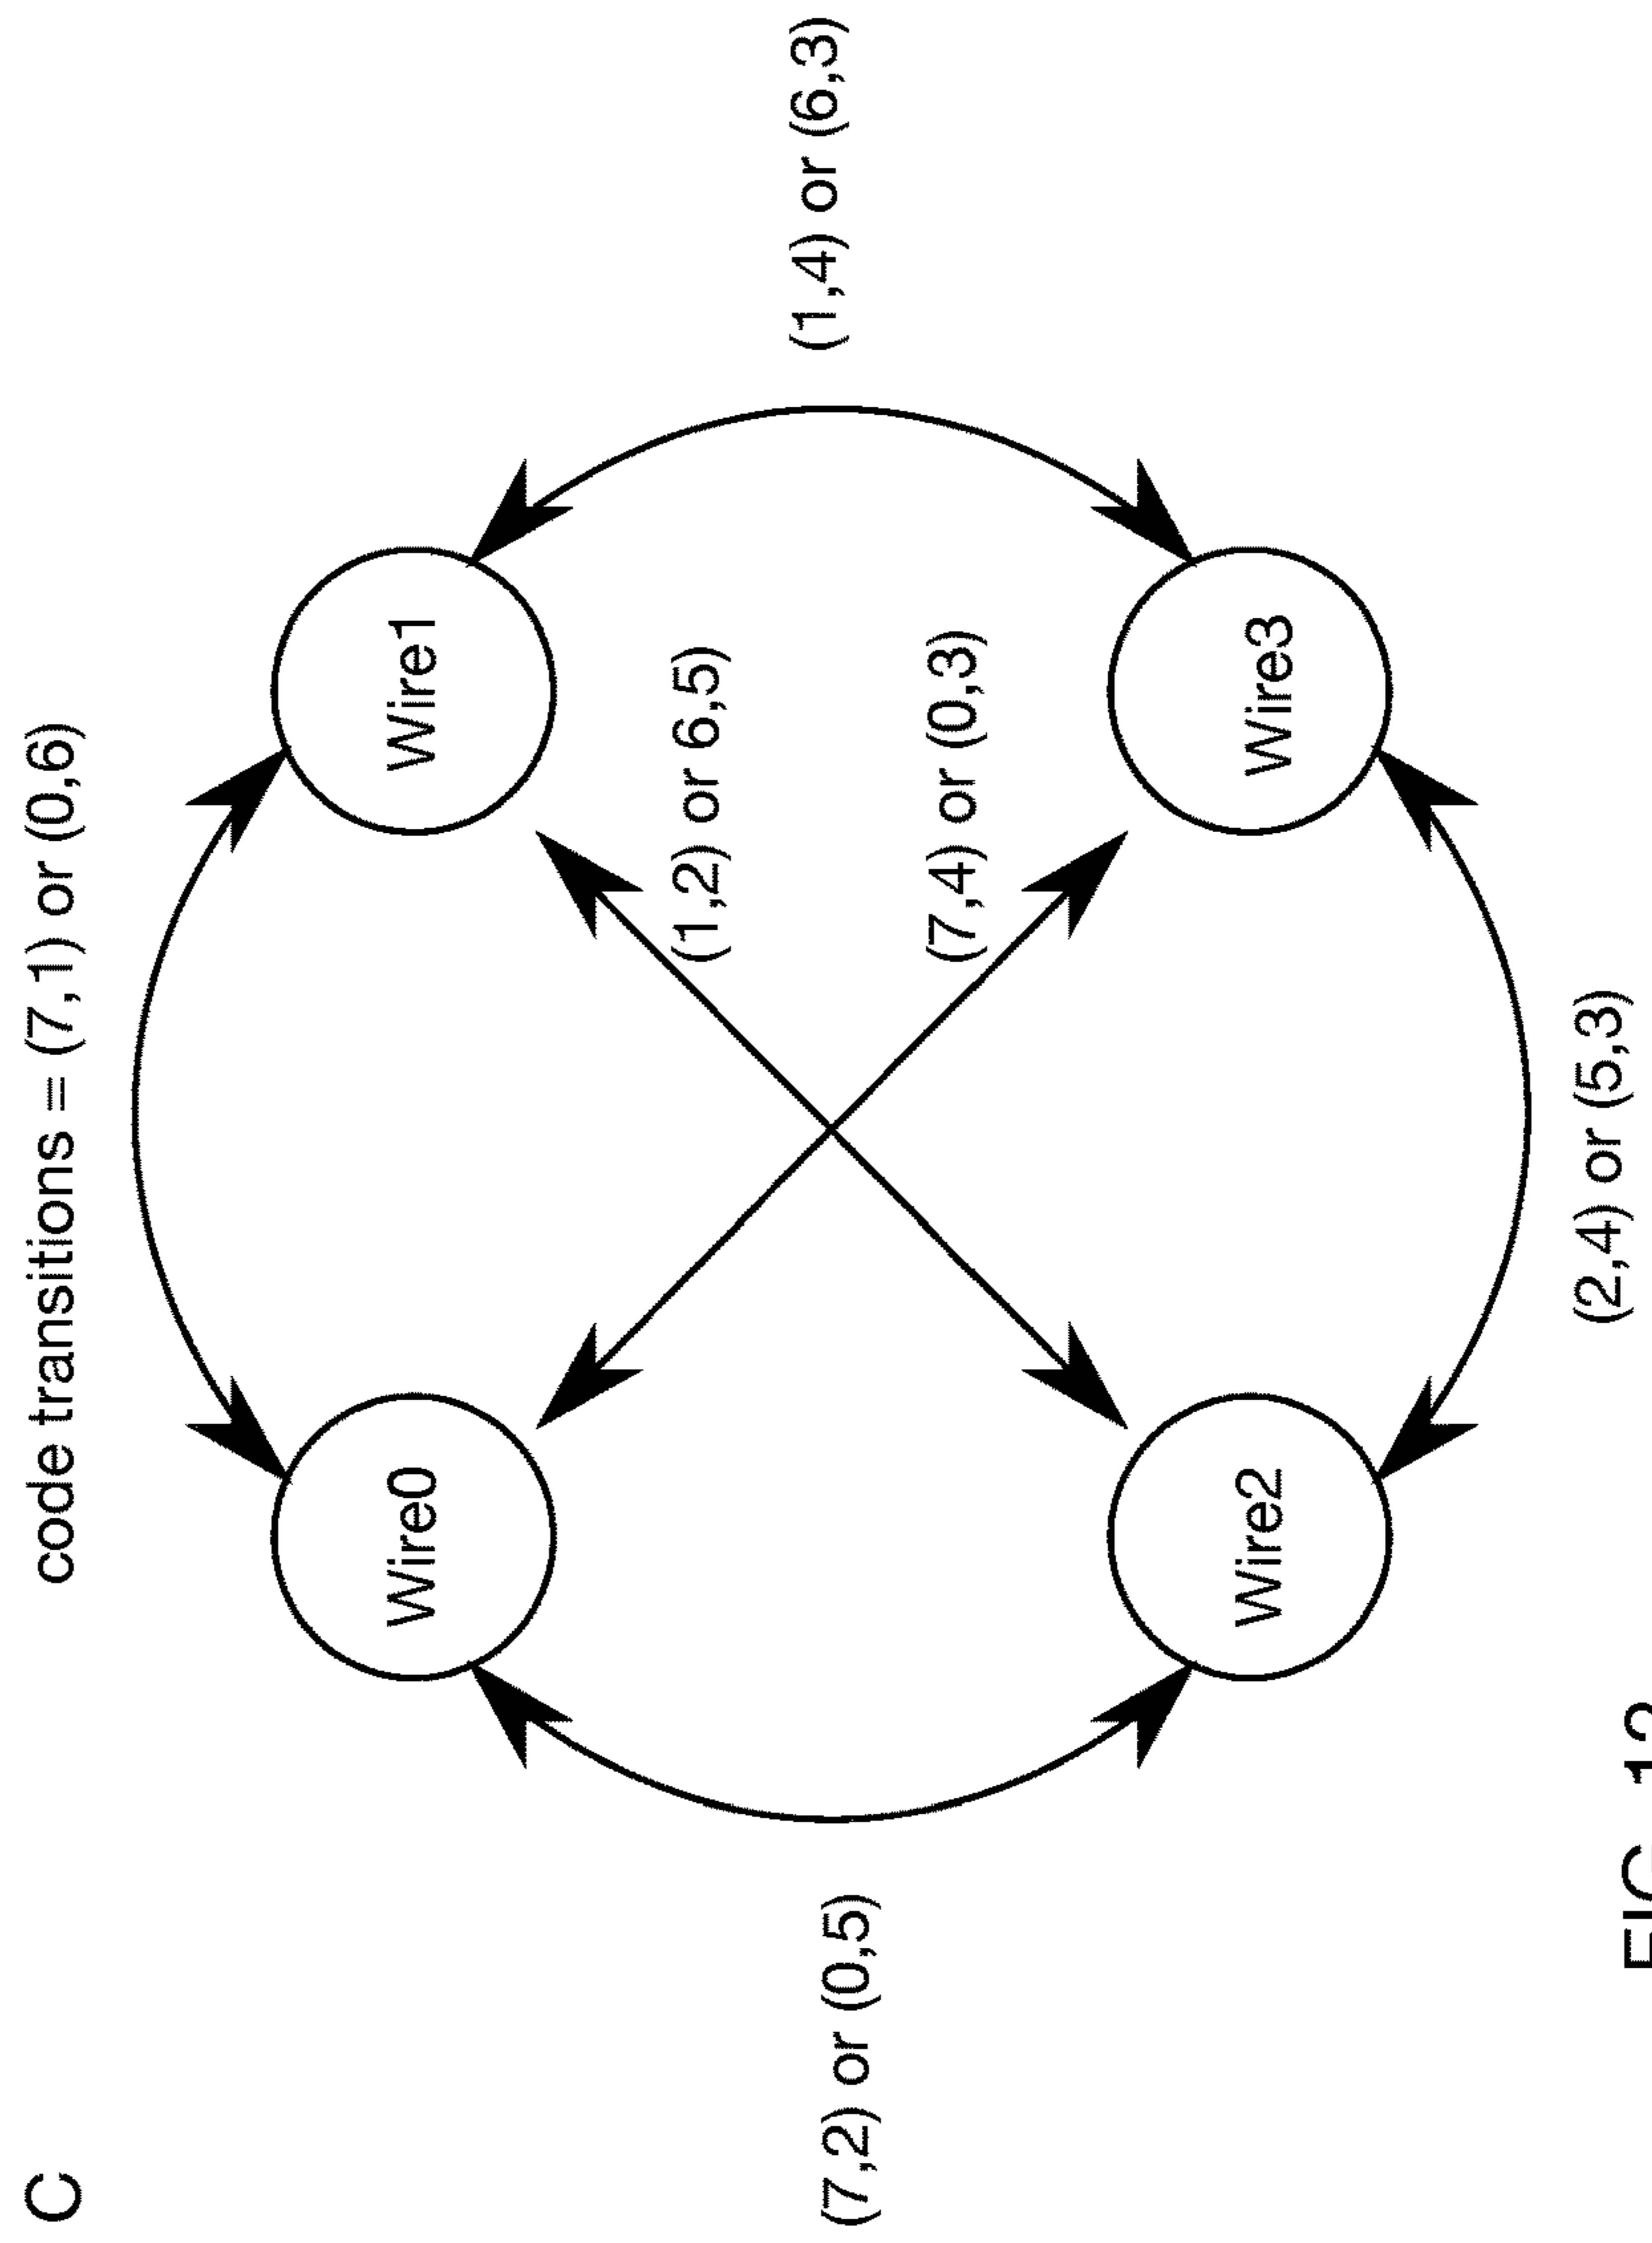 C
code transitions = (7,1) or (0,6)
Wire0
Wire1
(1,2) or 6,5)
(7,2) or (0,5)
(1,4) or (6,3)
(7,4) or (0,3)
Wire2
Wire3
(2,4) or (5,3)